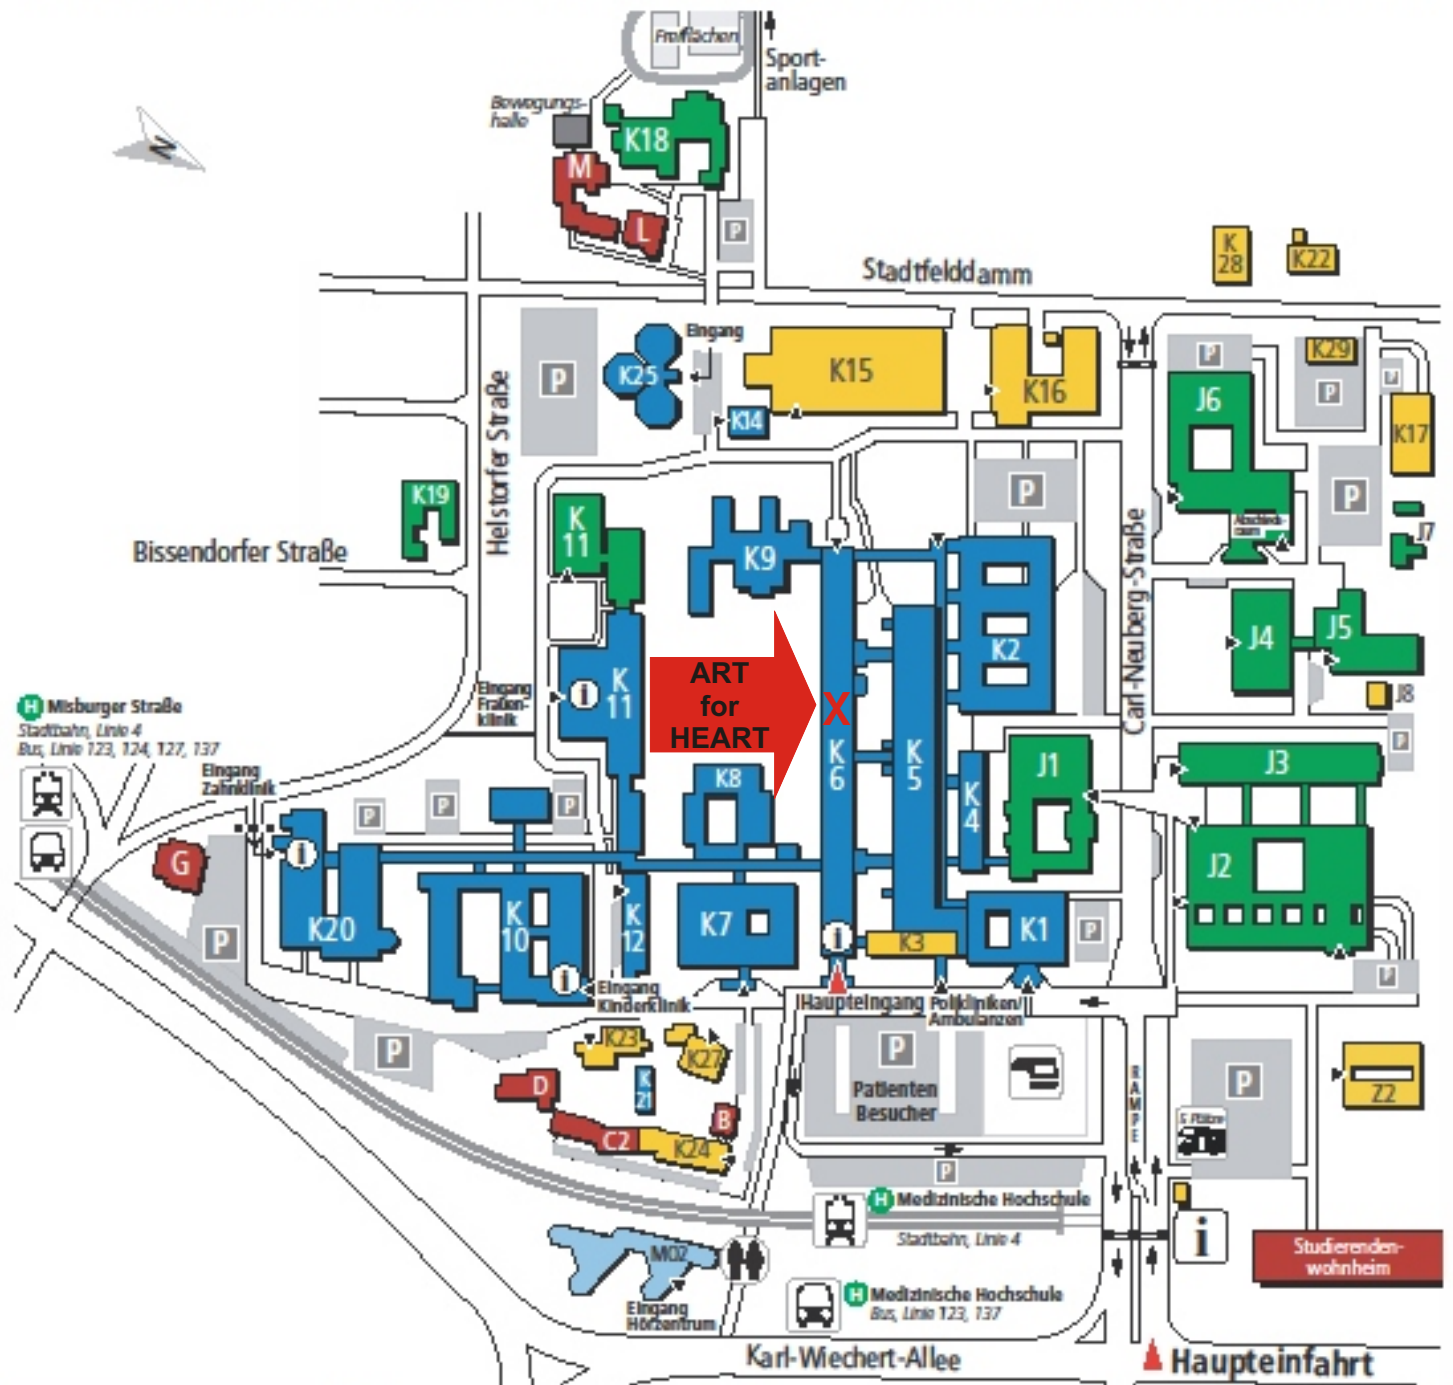 Freiflächen
Sport-
anlagen
Bewegungs-
halle
K18
M
L
P
N
Stadtfelddamm
K
28
K22
Eingang
K25
K14
K15
K16
P
P
K29
P
P
J6
K17
Helstorfer Straße
K19
Bissendorfer Straße
K
11
K9
P
P
Abschieds-
raum
J7
Carl-Neuberg-Straße
K2
J4
J5
J8
Eingang
Frauen-
klinik
i
K
11
ART
for
HEART
X
K
6
K
5
K
4
J1
J3
P
H Misburger Straße
Stadtbahn, Linie 4
Bus, Linie 123, 124, 127, 137
Eingang
Zahnklinik
P
P
P
K8
G
i
K20
P
K
10
i
K
12
K7
i
K3
K1
P
J2
P
Eingang
Kinderklinik
Haupteingang
Polikliniken/
Ambulanzen
P
K23
K27
K
21
D
B
C2
K24
P
Patienten
Besucher
P
RAMPE
P
5 Plätze
Z2
H Medizinische Hochschule
Stadtbahn, Linie 4
i
Studierenden-
wohnheim
M02
Eingang
Hörzentrum
H Medizinische Hochschule
Bus, Linie 123, 137
Karl-Wiechert-Allee
Haupteinfahrt